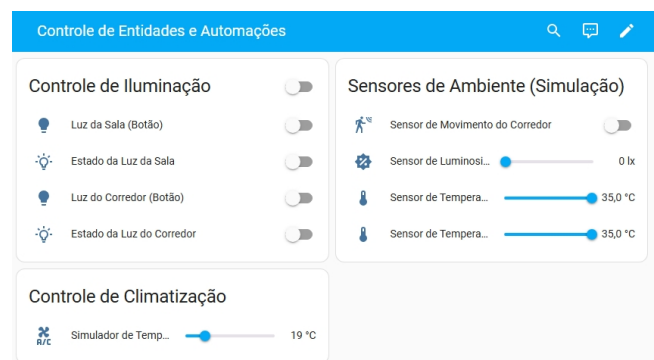 Controle de Entidades e Automações
Controle de Iluminação
Luz da Sala (Botão)
Estado da Luz da Sala
Luz do Corredor (Botão)
Estado da Luz do Corredor
Sensores de Ambiente (Simulação)
Sensor de Movimento do Corredor
Sensor de Luminosi... 0 lx
Sensor de Tempera... 35,0 °C
Sensor de Tempera... 35,0 °C
Controle de Climatização
A/C Simulador de Temp... 19 °C